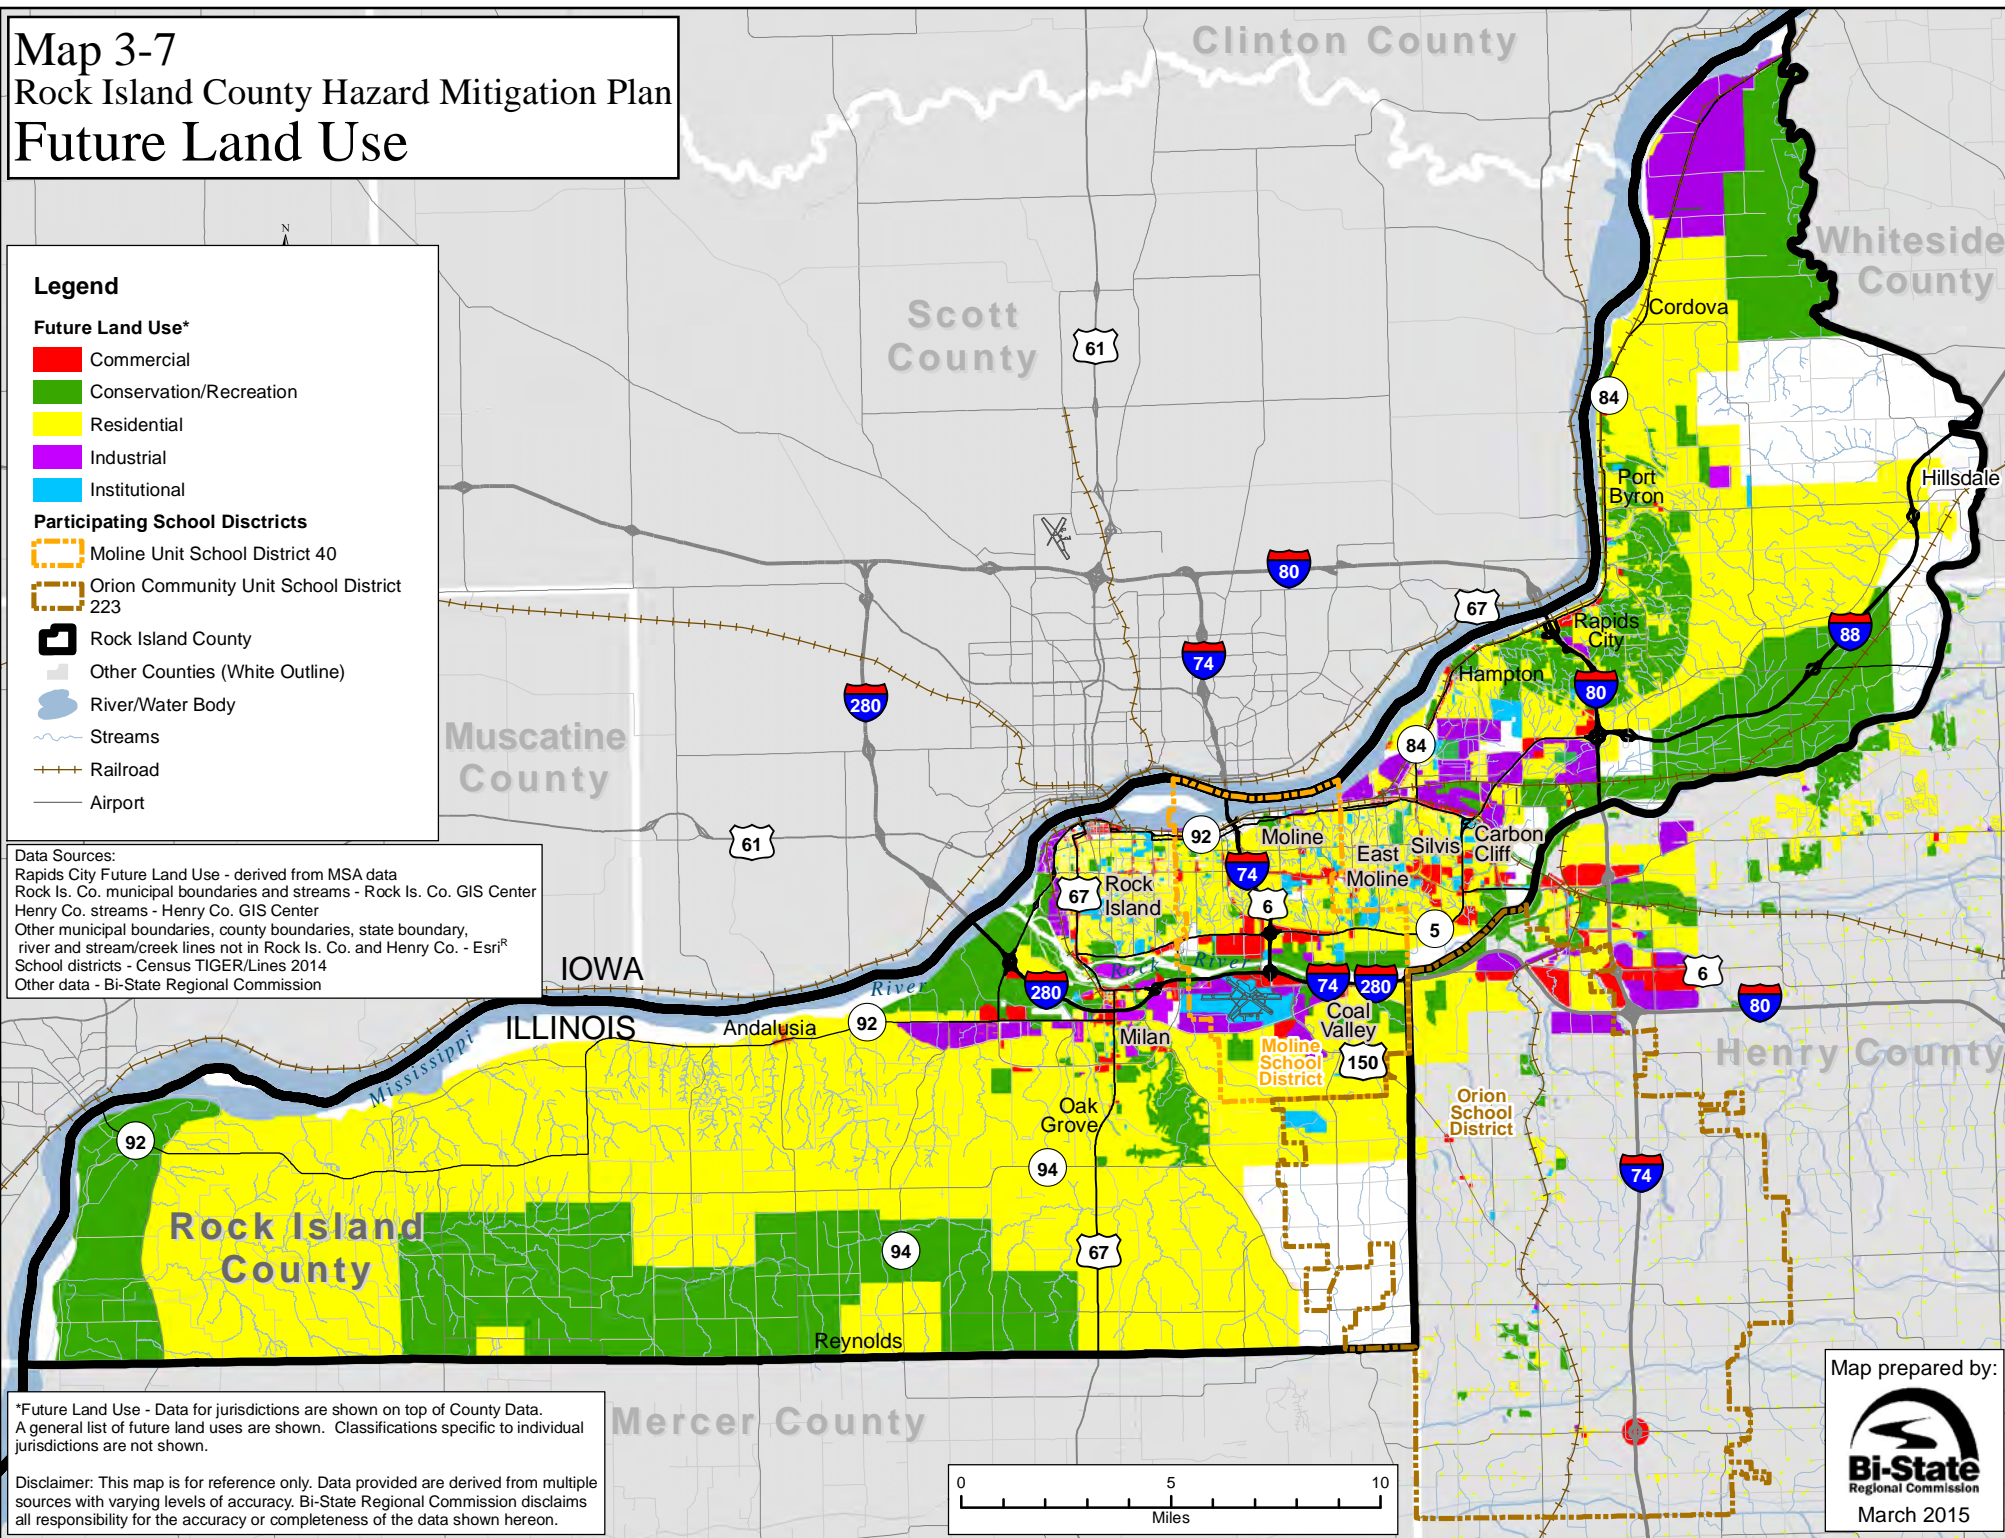 Map 3-7
Rock Island County Hazard Mitigation Plan
Future Land Use
N
Legend
Future Land Use*
Commercial
Conservation/Recreation
Residential
Industrial
Institutional
Participating School Disctricts
Moline Unit School District 40
Orion Community Unit School District
223
Rock Island County
Other Counties (White Outline)
River/Water Body
Streams
Railroad
Airport
Data Sources:
Rapids City Future Land Use - derived from MSA data
Rock Is. Co. municipal boundaries and streams - Rock Is. Co. GIS Center
Henry Co. streams - Henry Co. GIS Center
Other municipal boundaries, county boundaries, state boundary,
river and stream/creek lines not in Rock Is. Co. and Henry Co. - EsriR
School districts - Census TIGER/Lines 2014
Other data - Bi-State Regional Commission
Clinton County
Whiteside
County
Scott
County
61
Cordova
84
Port
Byron
Hillsdale
80
67
Rapids
City
88
74
Hampton
80
280
Muscatine
County
84
61
92
Moline
Silvis
Carbon
Cliff
East
Moline
74
67
Rock
Island
6
5
IOWA
River
Rock
River
280
74
280
6
80
ILLINOIS
Andalusia
92
Milan
Coal
Valley
Moline
School
District
150
Henry County
Mississippi
Oak
Grove
Orion
School
District
92
94
74
Rock Island
County
94
67
Reynolds
Mercer County
*Future Land Use - Data for jurisdictions are shown on top of County Data.
A general list of future land uses are shown. Classifications specific to individual
jurisdictions are not shown.
Disclaimer: This map is for reference only. Data provided are derived from multiple
sources with varying levels of accuracy. Bi-State Regional Commission disclaims
all responsibility for the accuracy or completeness of the data shown hereon.
0 5 10
Miles
Map prepared by:
Bi-State
Regional Commission
March 2015